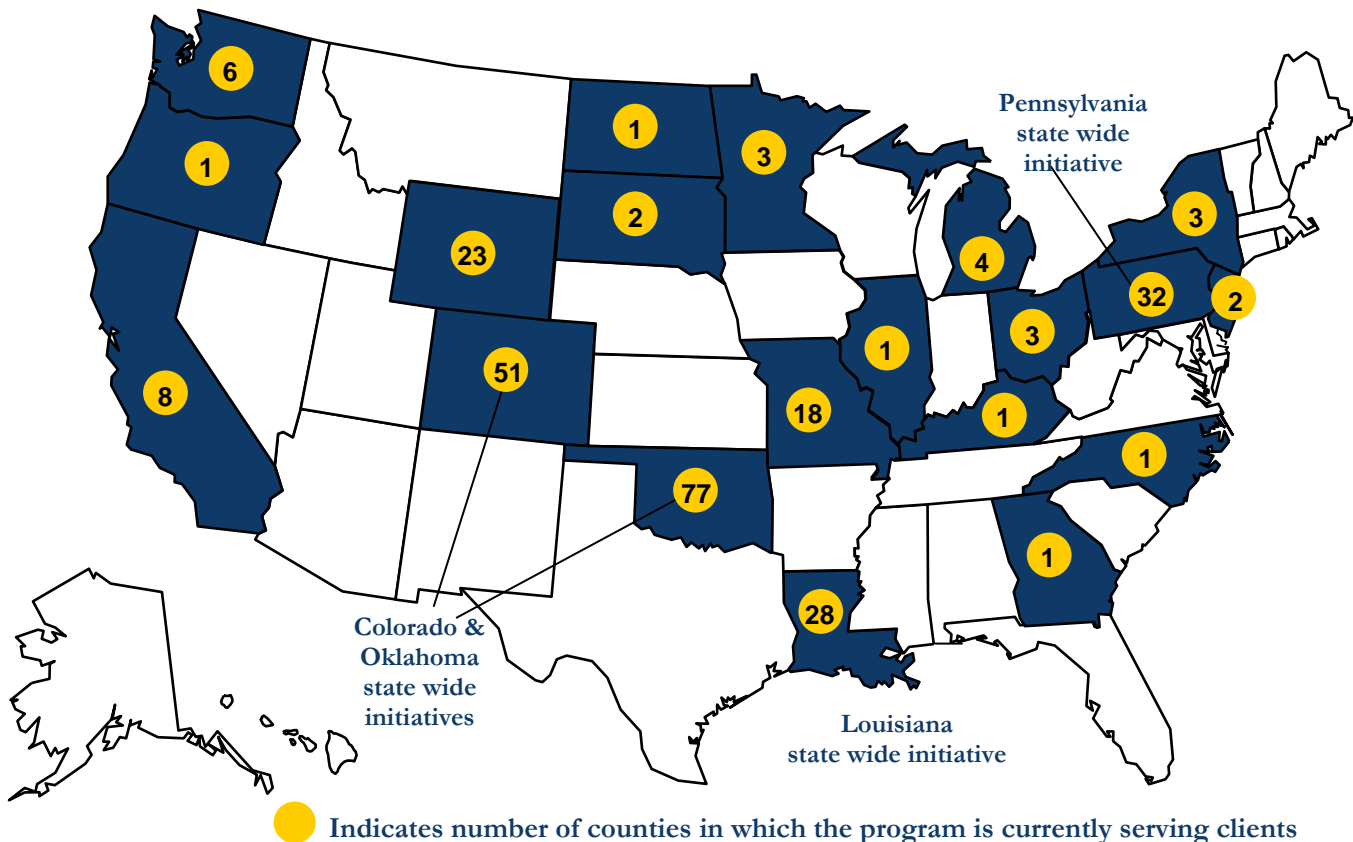 6
1
Pennsylvania
state wide
initiative
3
1
2
3
23
4
32
2
3
1
51
8
18
1
1
77
1
28
Colorado &
Oklahoma
state wide
initiatives
Louisiana
state wide initiative
Indicates number of counties in which the program is currently serving clients